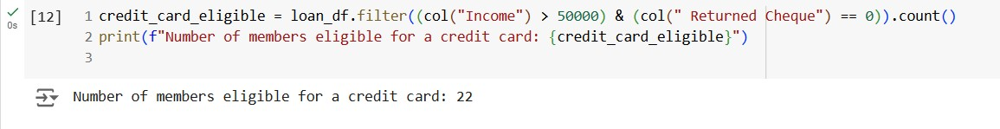 [12] 1 credit_card_eligible = loan_df.filter((col("Income") > 50000) & (col(" Returned Cheque") == 0)).count()
0s 2 print(f"Number of members eligible for a credit card: {credit_card_eligible}")
3
Number of members eligible for a credit card: 22